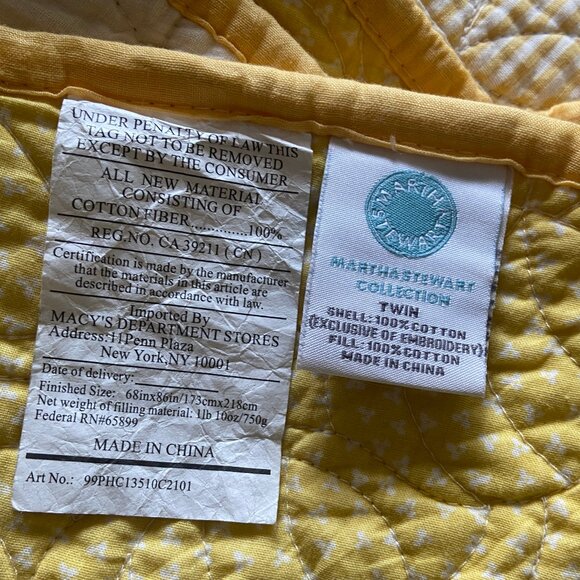 UNDER PENALTY OF LAW THIS
TAG NOT TO BE REMOVED
EXCEPT BY THE CONSUMER
ALL NEW MATERIAL
CONSISTING OF
COTTON FIBER..............100%
REG.NO. CA 39211 ( CN )
Certification is made by the manufacturer
that the materials in this article are
described in accordance with law.
Imported By
MACY'S DEPARTMENT STORES
Address:11Penn Plaza
New York,NY 10001
Date of delivery:
Finished Size: 68inx86in/173cmx218cm
Net weight of filling material: 1lb 10oz/750g
Federal RN#65899
MADE IN CHINA
Art No.: 99PHC13510C2101
MARTHA
STEWART
MARTHA STEWART
COLLECTION
TWIN
SHELL: 100% COTTON
(EXCLUSIVE OF EMBROIDERY)
FILL: 100% COTTON
MADE IN CHINA